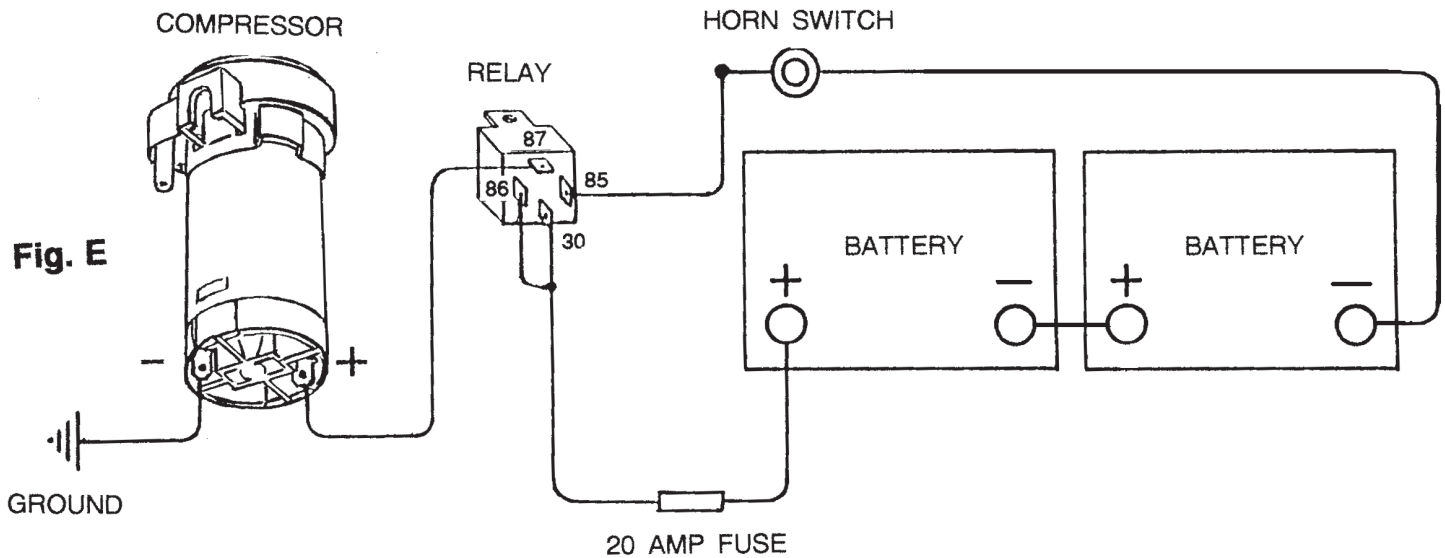 COMPRESSOR
HORN SWITCH
RELAY
87
86
85
30
Fig. E
BATTERY
BATTERY
+
—
+
—
−
+
GROUND
20 AMP FUSE